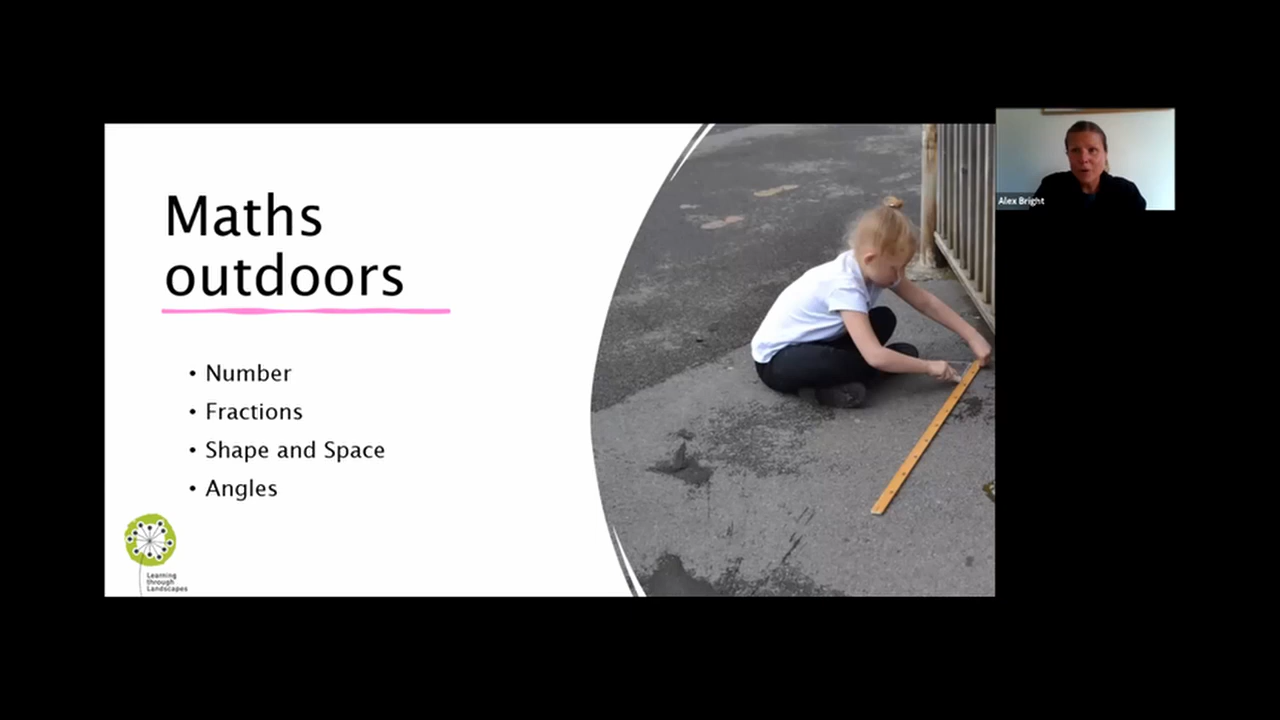 Maths
outdoors
• Number
• Fractions
• Shape and Space
• Angles
Learning
through
Landscapes
Alex Bright